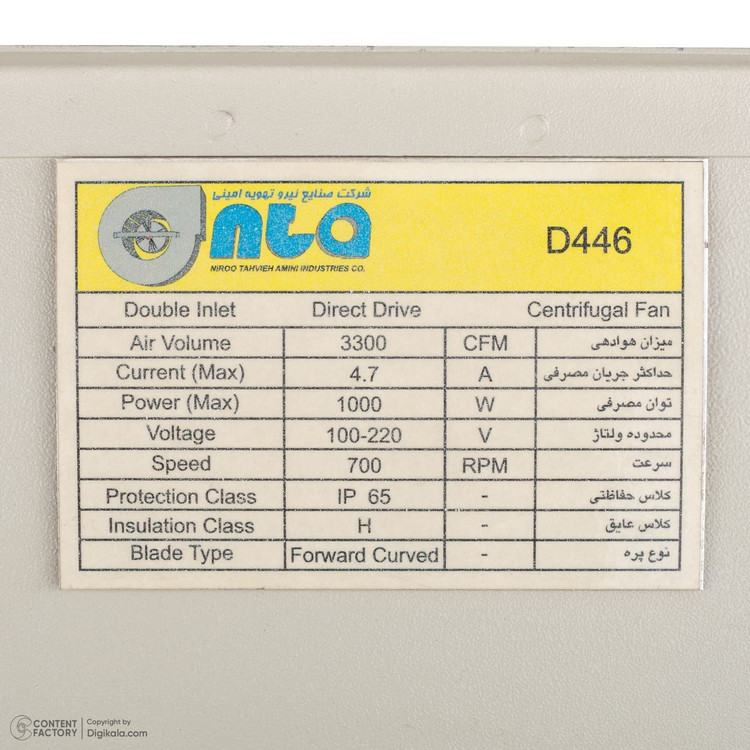 شرکت صنایع نیرو تهویه امینی
nta
NIROO TAHVIEH AMINI INDUSTRIES CO.
D446
Double Inlet Direct Drive Centrifugal Fan
Air Volume 3300 CFM میزان هوادهی
Current (Max) 4.7 A حداکثر جریان مصرفی
Power (Max) 1000 W توان مصرفی
Voltage 100-220 V محدوده ولتاژ
Speed 700 RPM سرعت
Protection Class IP 65 - کلاس حفاظتی
Insulation Class H - کلاس عایق
Blade Type Forward Curved - نوع پره
CONTENT FACTORY
Copyright by
Digikala.com